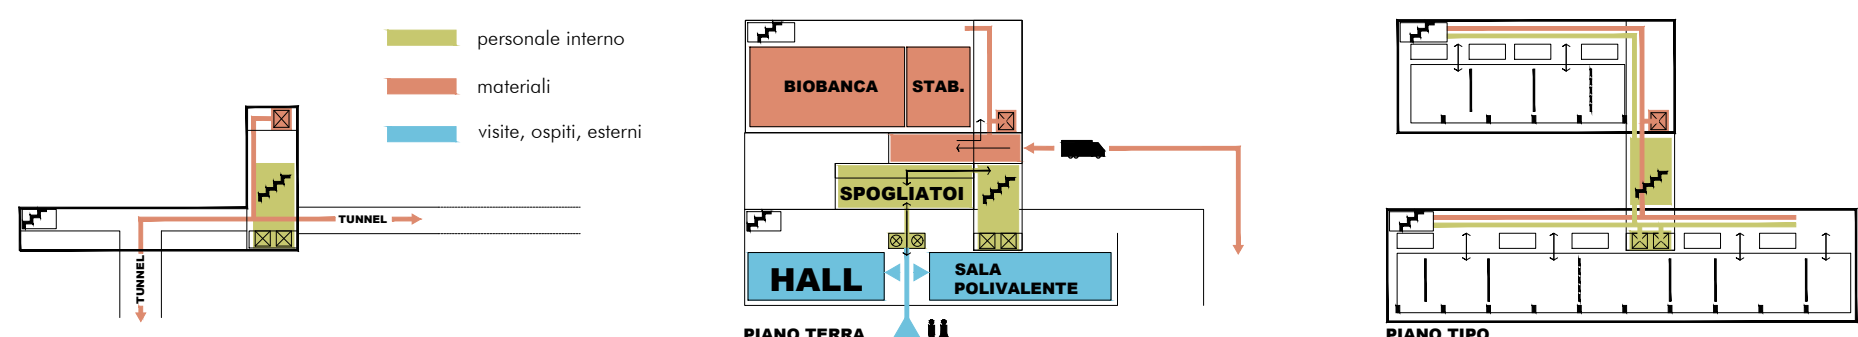 personale interno
materiali
visite, ospiti, esterni
TUNNEL
TUNNEL
BIOBANCA
STAB.
SPOGLIATOI
HALL
SALA
POLIVALENTE
PIANO TERRA
PIANO TIPO